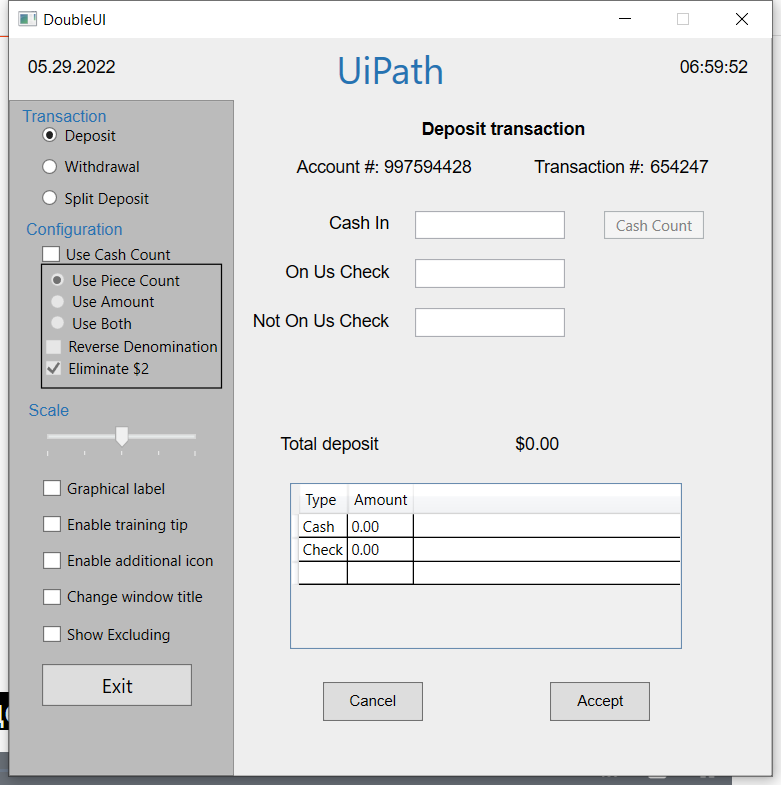 DoubleUI
05.29.2022
UiPath
06:59:52
Transaction
Deposit
Withdrawal
Split Deposit
Configuration
Use Cash Count
Use Piece Count
Use Amount
Use Both
Reverse Denomination
Eliminate $2
Scale
Graphical label
Enable training tip
Enable additional icon
Change window title
Show Excluding
Exit
Deposit transaction
Account #: 997594428 Transaction #: 654247
Cash In Cash Count
On Us Check
Not On Us Check
Total deposit $0.00
Type Amount
Cash 0.00
Check 0.00
Cancel Accept